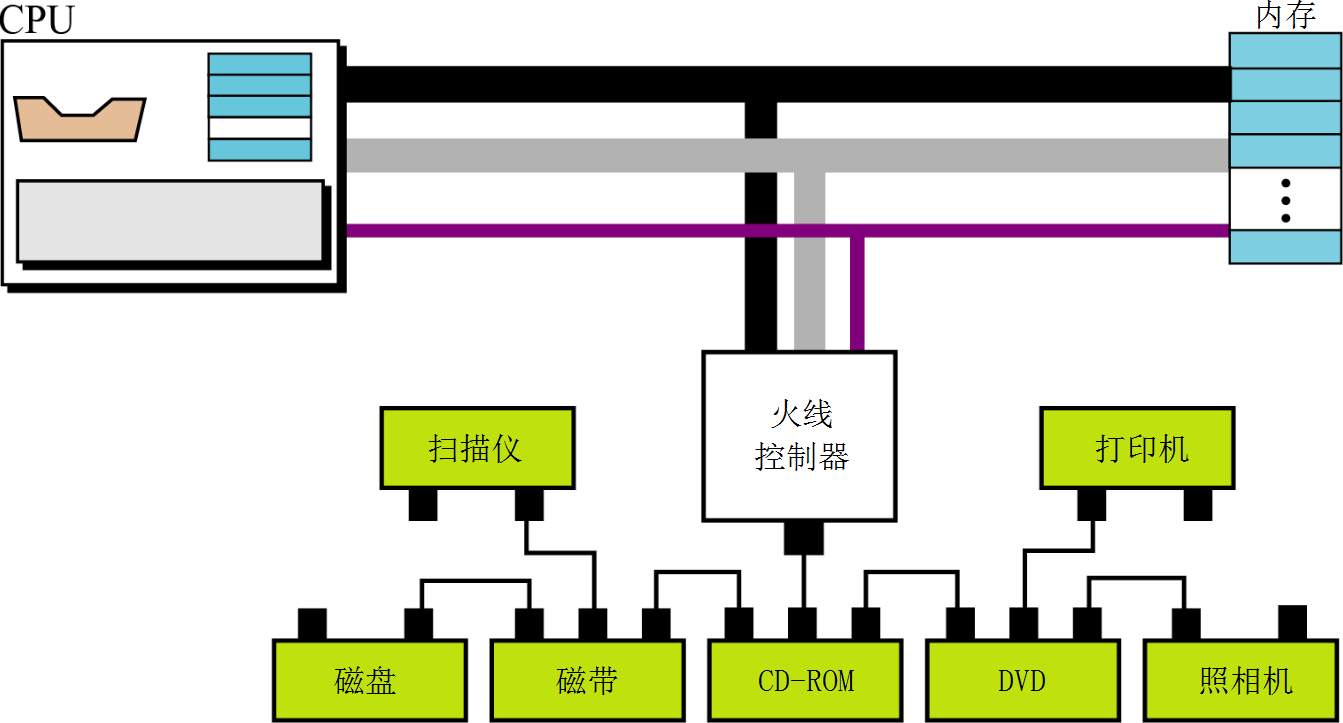 CPU
内存
火线
控制器
扫描仪
打印机
磁盘
磁带
CD-ROM
DVD
照相机